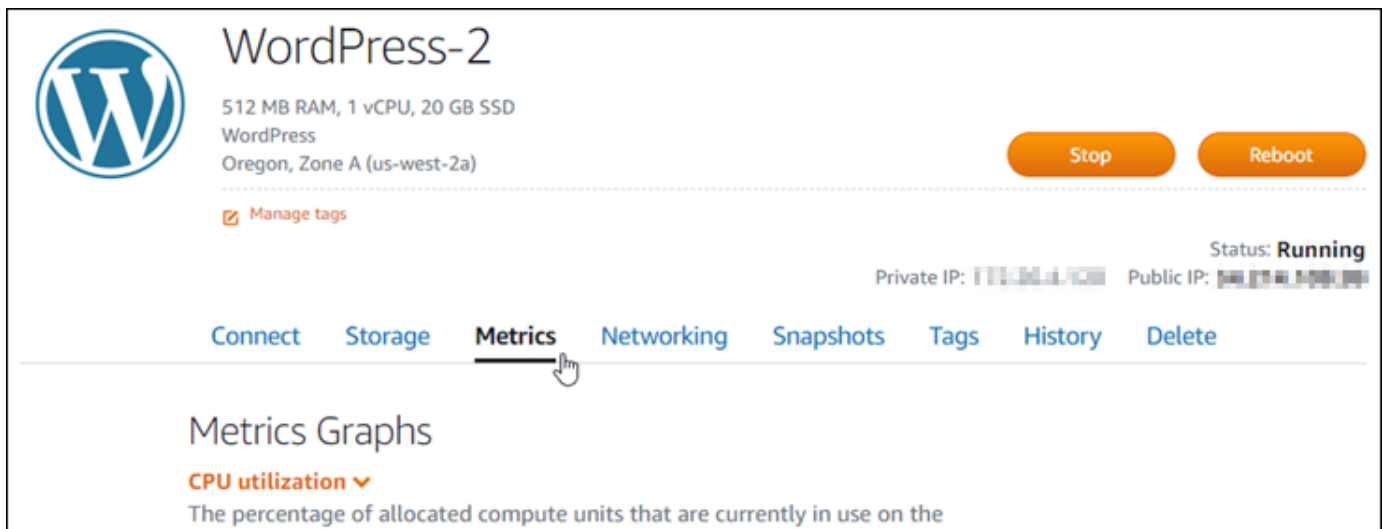 WordPress-2
512 MB RAM, 1 vCPU, 20 GB SSD
WordPress
Oregon, Zone A (us-west-2a)
Stop Reboot
Manage tags
Status: Running
Private IP: Public IP:
Connect Storage Metrics Networking Snapshots Tags History Delete
Metrics Graphs
CPU utilization
The percentage of allocated compute units that are currently in use on the